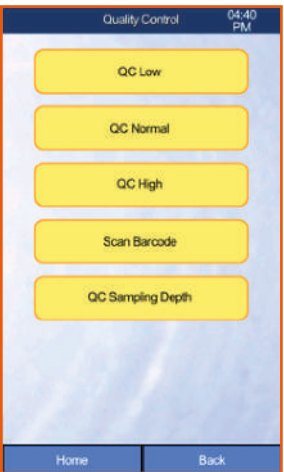 Quality Control 04:40 PM
QC Low
QC Normal
QC High
Scan Barcode
QC Sampling Depth
Home Back